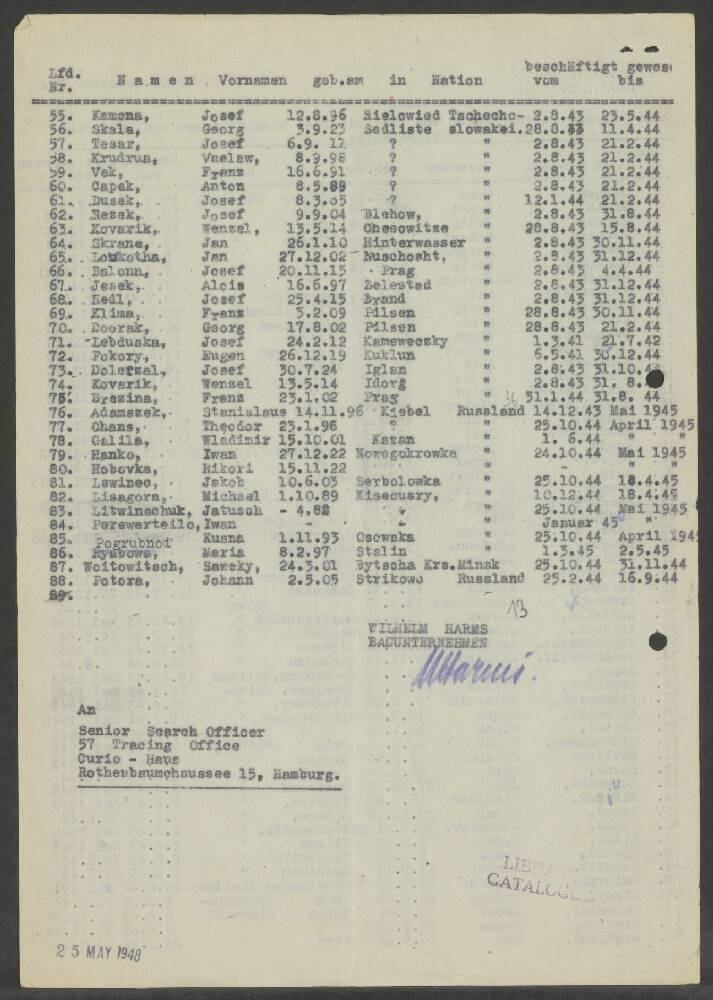 beschäftigt gewes
Lfd. Namen Vornamen geb.am in Nation vom bis
Nr.
55. Kamena, Josef 12.8.96 Rielowied Tschecho- 2.8.43 23.5.44
56. Skala, Georg 3.9.23 Sedliste slowakei. 28.8.43 11.4.44
57. Tesar, Josef 6.9. ? " 2.8.43 21.2.44
58. Krudrua, Vaelaw, 8.9.98 ? " 2.8.43 21.2.44
59. Vek, Franz 16.6.91 ? " 2.8.43 21.2.44
60. Capek, Anton 8.5.89 ? " 2.8.43 21.2.44
61. Dusek, Josef 8.3.05 ? " 12.1.44 21.2.44
62. Rezek, Josef 9.9.04 Blehow, " 2.8.43 31.8.44
63. Kovarik, Wenzel, 13.5.14 Chesowitze " 28.8.43 15.8.44
64. Skrane, Jan 26.1.10 Hinterwasser " 2.8.43 30.11.44
65. Lotkotha, Jan 27.12.02 Nuschosht, " 2.8.43 31.12.44
66. Balonn, Josef 20.11.15 Prag " 2.8.43 4.4.44
67. Jesek, Alois 16.6.97 Zelestad " 2.8.43 31.12.44
68. Redl, Josef 25.4.15 Brand " 2.8.43 31.12.44
69. Klima, Franz 3.2.09 Pilsen " 28.8.43 30.11.44
70. Doorak, Georg 17.8.02 Pilsen " 28.8.43 21.2.44
71. Lebduska, Josef 24.2.12 Kameweczky " 1.3.41 21.7.42
72. Pokory, Eugen 26.12.19 Kuklun " 6.5.41 30.12.44
73. Dolefzal, Josef 30.7.24 Iglau " 2.8.43 31.10.4
74. Kovarik, Wenzel 13.5.14 Idorg " 2.8.43 31. 8.
75. Brezina, Franz 23.1.02 Prag " 36 31.1.44 31.8. 44
76. Adamszek, Stanislaus 14.11.96 Kiebel Russland 14.12.43 Mai 1945
77. Chans, Theodor 23.1.96 " 25.10.44 April 1945
78. Galila, Wladimir 15.10.01 Kazan " 1. 6.44 " "
79. Hanko, Iwan 27.12.22 Nowogokrowka " 24.10.44 Mai 1945
80. Hobovka, Rikori 15.11.22 - " " "
81. Lewinec, Jakob 10.6.03 Serbolowka " 25.10.44 18.4.45
82. Lisagora, Michael 1.10.89 Kisecusry, " 10.12.44 18.4.45
83. Litwinschuk, Jatusch - 4.82 " 25.10.44 Mai 1945
84. Perewerteilo, Iwan - - " Januar 45 "
85. Pogrubnoi Kusna 1.11.93 Osowska " 25.10.44 April 194
86. Ryabowa, Maria 8.2.97 Stalin " 1.3.45 2.5.45
87. Woitowitsch, Saweky, 24.3.01 Bytscha Krs.Minsk 25.10.44 31.11.44
88. Potora, Johann 2.5.05 Strikowo Russland 25.2.44 16.9.44
89.
13
WILHELM HARMS
BAUUNTERNEHMEN
WHarms.
An
Senior Search Officer
57 Tracing Office
Curio - Haus
Rothenbaumchaussee 15, Hamburg.
LIBRA
CATALOGU
25 MAY 1948